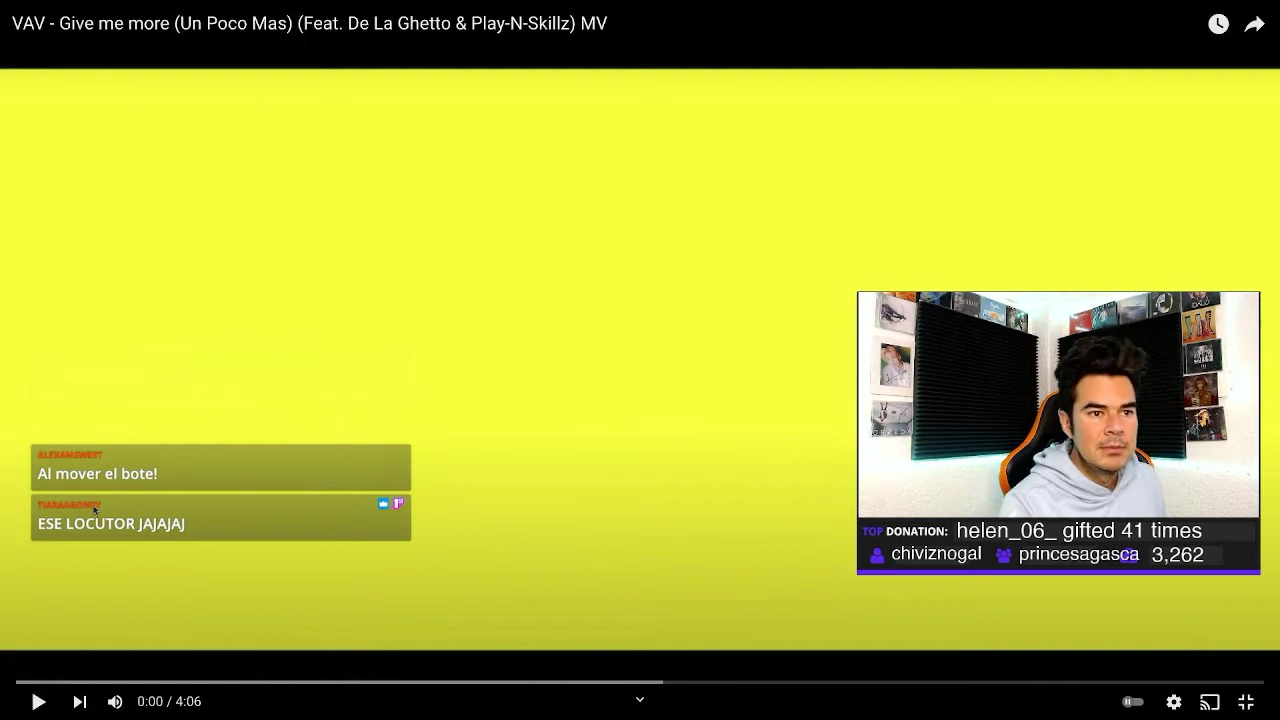 VAV - Give me more (Un Poco Mas) (Feat. De La Ghetto & Play-N-Skillz) MV
ALEXAMSWEET
Al mover el bote!
ESE LOCUTOR JAJAJAJ
TOP DONATION: helen_06_ gifted 41 times
chiviznogal princesagasca 3,262
0:00 / 4:06